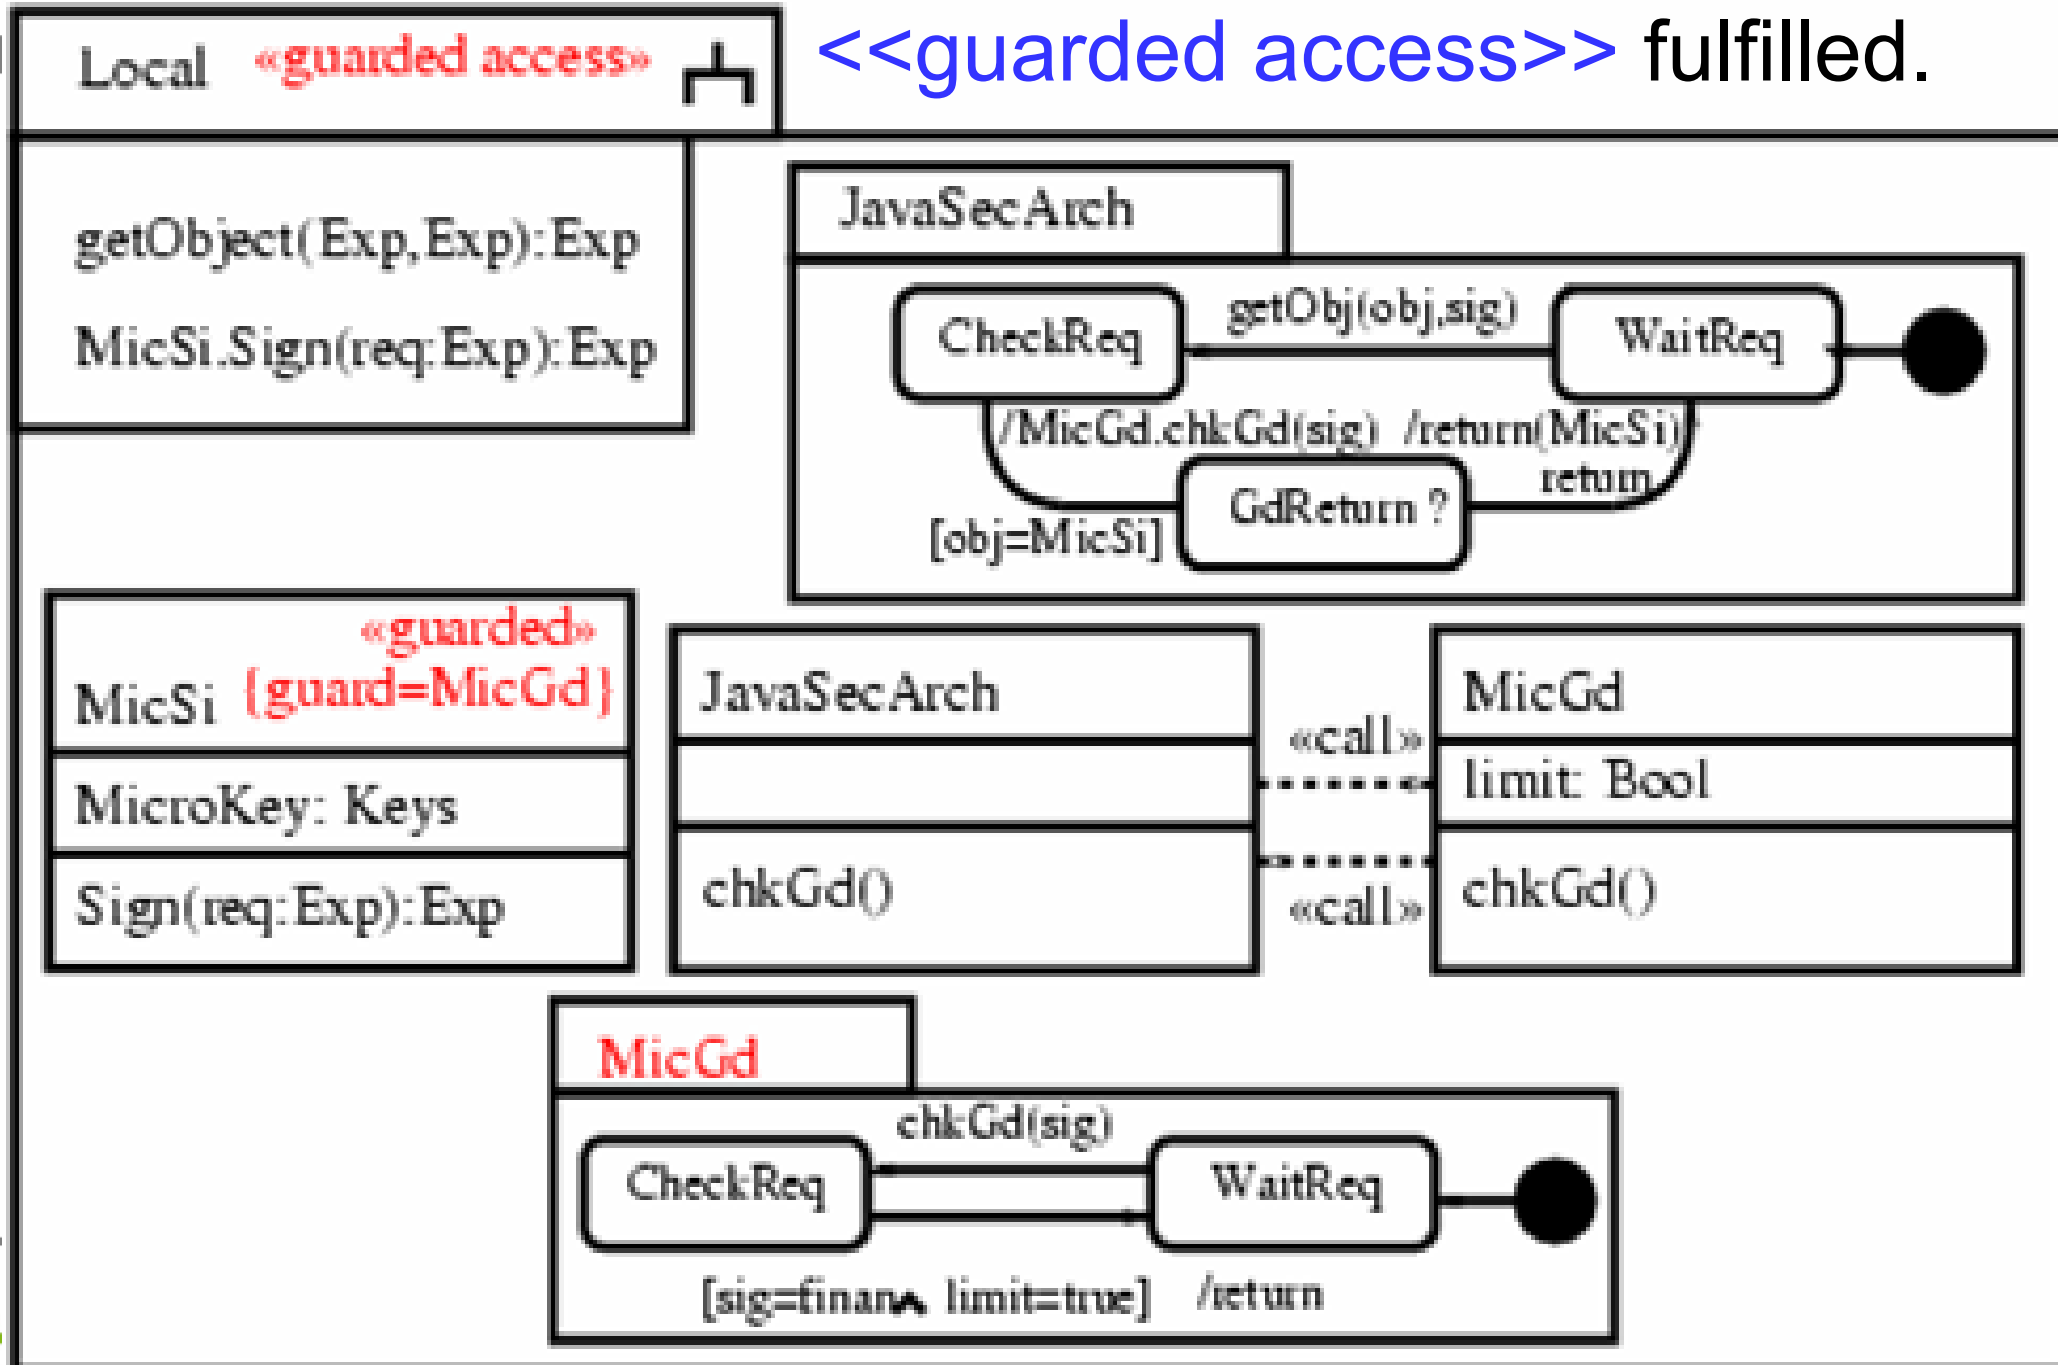 Local «guarded access»
<<guarded access>> fulfilled.
getObject(Exp,Exp):Exp
MicSi.Sign(req:Exp):Exp
JavaSecArch
CheckReq
getObj(obj,sig)
WaitReq
/MicGd.chkGd(sig) /return(MicSi)
return
GdReturn ?
[obj=MicSi]
«guarded»
MicSi {guard=MicGd}
MicroKey: Keys
Sign(req:Exp):Exp
JavaSecArch
chkGd()
«call»
«call»
MicGd
limit: Bool
chkGd()
MicGd
chkGd(sig)
CheckReq
WaitReq
[sig=finan∧ limit=true] /return